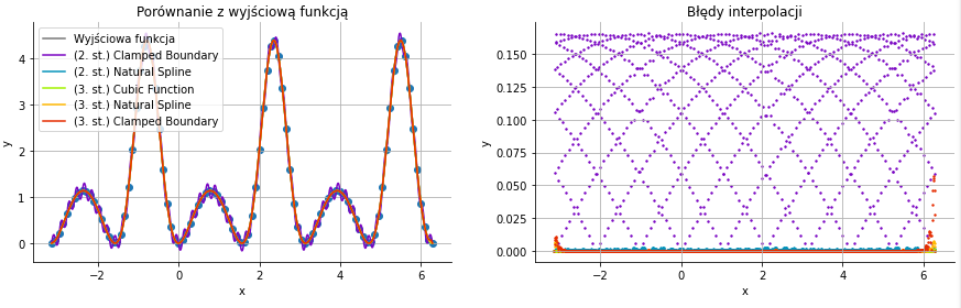 Porównanie z wyjściową funkcją
Wyjściowa funkcja
(2. st.) Clamped Boundary
(2. st.) Natural Spline
(3. st.) Cubic Function
(3. st.) Natural Spline
(3. st.) Clamped Boundary
4
3
2
1
0
y
−2
0
2
4
6
x
Błędy interpolacji
0.150
0.125
0.100
0.075
0.050
0.025
0.000
y
−2
0
2
4
6
x